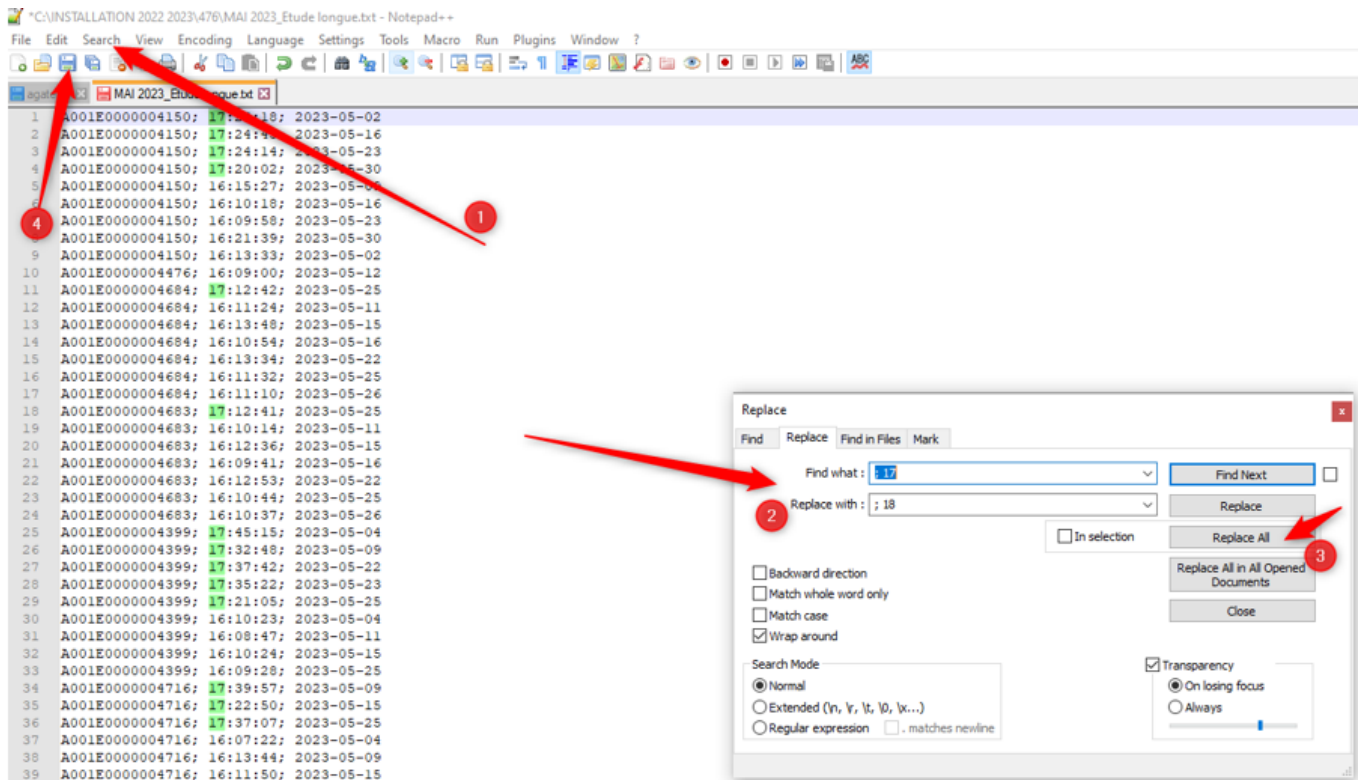 *C:\INSTALLATION 2022 2023\476\MAI 2023_Etude longue.txt - Notepad++
File Edit Search View Encoding Language Settings Tools Macro Run Plugins Window ?
ABC
MAI 2023_Etude longue.txt
1 A001E0000004150; 2023-05-02
2 A001E0000004150; 2023-05-16
3 A001E0000004150; 17:24:14; 2023-05-23
4 A001E0000004150; 17:20:02; 2023-05-30
5 A001E0000004150; 16:15:27;
6 A001E0000004150; 16:10:18; 2023-05-16
4 A001E0000004150; 16:09:58; 2023-05-23
1
8 A001E0000004150; 16:21:39; 2023-05-30
9 A001E0000004150; 16:13:33; 2023-05-02
10 A001E0000004476; 16:09:00; 2023-05-12
11 A001E0000004684; 17:12:42; 2023-05-25
12 A001E0000004684; 16:11:24; 2023-05-11
13 A001E0000004684; 16:13:48; 2023-05-15
14 A001E0000004684; 16:10:54; 2023-05-16
15 A001E0000004684; 16:13:34; 2023-05-22
16 A001E0000004684; 16:11:32; 2023-05-25
17 A001E0000004684; 16:11:10; 2023-05-26
18 A001E0000004683; 17:12:41; 2023-05-25
19 A001E0000004683; 16:10:14; 2023-05-11
20 A001E0000004683; 16:12:36; 2023-05-15
21 A001E0000004683; 16:09:41; 2023-05-16
22 A001E0000004683; 16:12:53; 2023-05-22
23 A001E0000004683; 16:10:44; 2023-05-25
24 A001E0000004683; 16:10:37; 2023-05-26
25 A001E0000004399; 17:45:15; 2023-05-04
26 A001E0000004399; 17:32:48; 2023-05-09
27 A001E0000004399; 17:37:42; 2023-05-22
28 A001E0000004399; 17:35:22; 2023-05-23
29 A001E0000004399; 17:21:05; 2023-05-25
30 A001E0000004399; 16:10:23; 2023-05-04
31 A001E0000004399; 16:08:47; 2023-05-11
32 A001E0000004399; 16:10:24; 2023-05-15
33 A001E0000004399; 16:09:28; 2023-05-25
34 A001E0000004716; 17:39:57; 2023-05-09
35 A001E0000004716; 17:22:50; 2023-05-15
36 A001E0000004716; 17:37:07; 2023-05-25
37 A001E0000004716; 16:07:22; 2023-05-04
38 A001E0000004716; 16:13:44; 2023-05-09
39 A001E0000004716; 16:11:50; 2023-05-15
Replace x
Find Replace Find in Files Mark
Find what : ; 17 Find Next
2 Replace with : ; 18 Replace
In selection Replace All
3
Backward direction
Replace All in All Opened
Documents
Match whole word only
Match case Close
Wrap around
Search Mode Transparency
Normal On losing focus
Extended (\n, \r, \t, \0, \x...) Always
Regular expression . matches newline